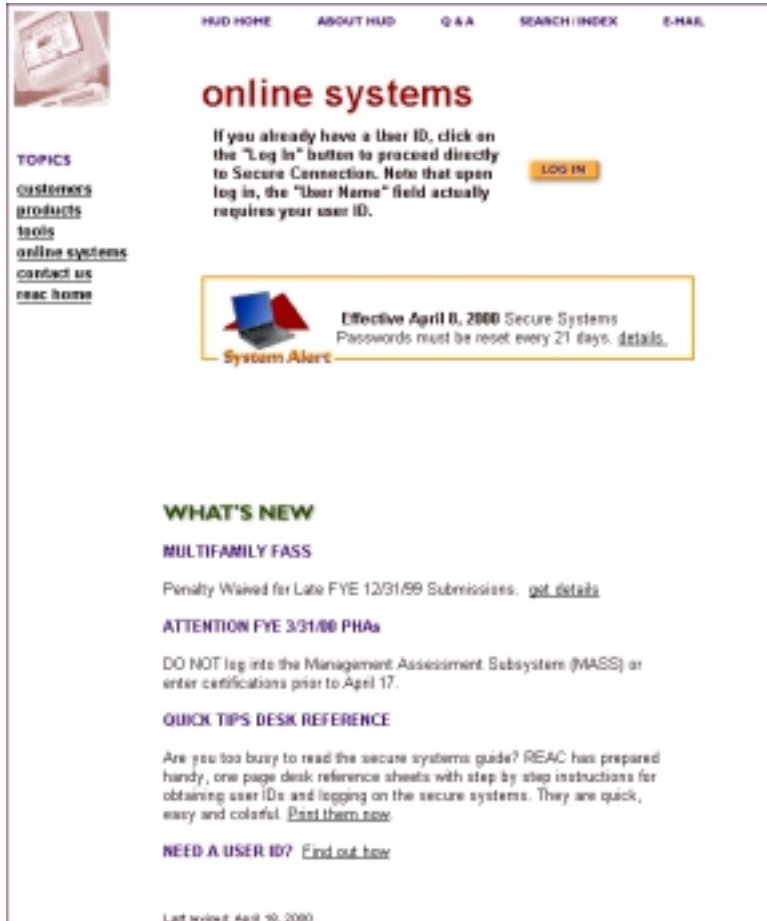 HUD HOME ABOUT HUD Q & A SEARCH / INDEX E-MAIL
online systems
If you already have a User ID, click on
the "Log In" button to proceed directly
to Secure Connection. Note that upon
log in, the "User Name" field actually
requires your user ID.
LOG IN
TOPICS
customers
products
tools
online systems
contact us
reac home
Effective April 8, 2000 Secure Systems
Passwords must be reset every 21 days. details.
System Alert
WHAT'S NEW
MULTIFAMILY FASS
Penalty Waived for Late FYE 12/31/99 Submissions. get details
ATTENTION FYE 3/31/00 PHAs
DO NOT log into the Management Assessment Subsystem (MASS) or
enter certifications prior to April 17.
QUICK TIPS DESK REFERENCE
Are you too busy to read the secure systems guide? REAC has prepared
handy, one page desk reference sheets with step by step instructions for
obtaining user IDs and logging on the secure systems. They are quick,
easy and colorful. Print them now.
NEED A USER ID? Find out how
Last revised: April 18, 2000